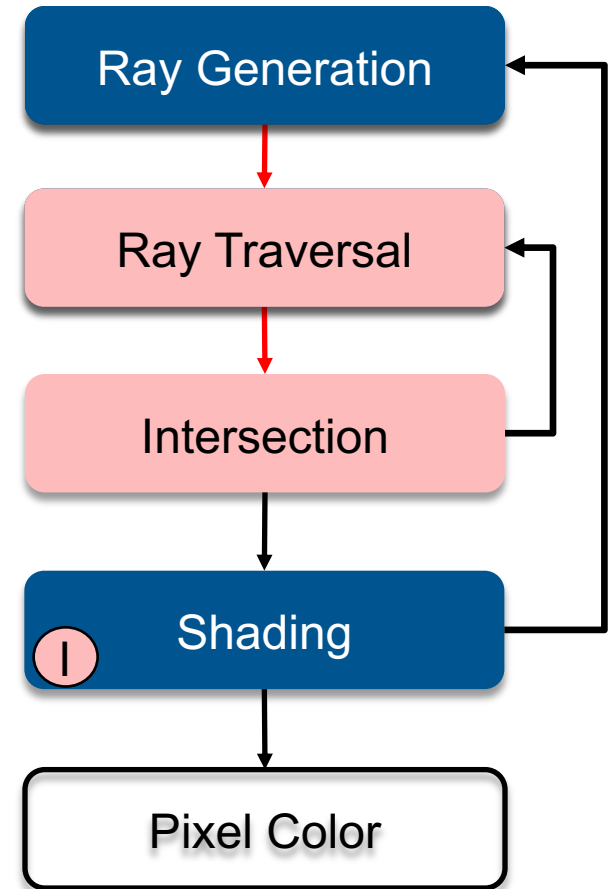 Ray Generation
Ray Traversal
Intersection
Shading
I
Pixel Color